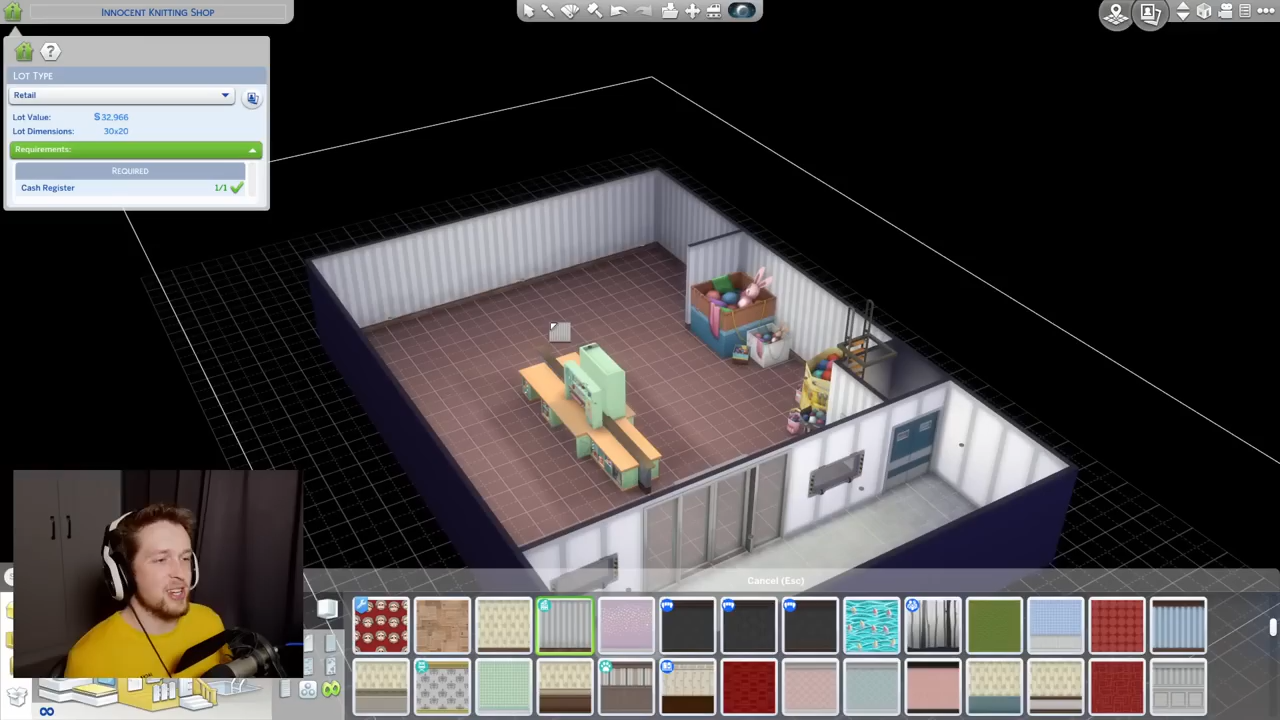 INNOCENT KNITTING SHOP
LOT TYPE
Retail
Lot Value: §32,966
Lot Dimensions: 30x20
Requirements:
REQUIRED
Cash Register 1/1
Cancel (Esc)